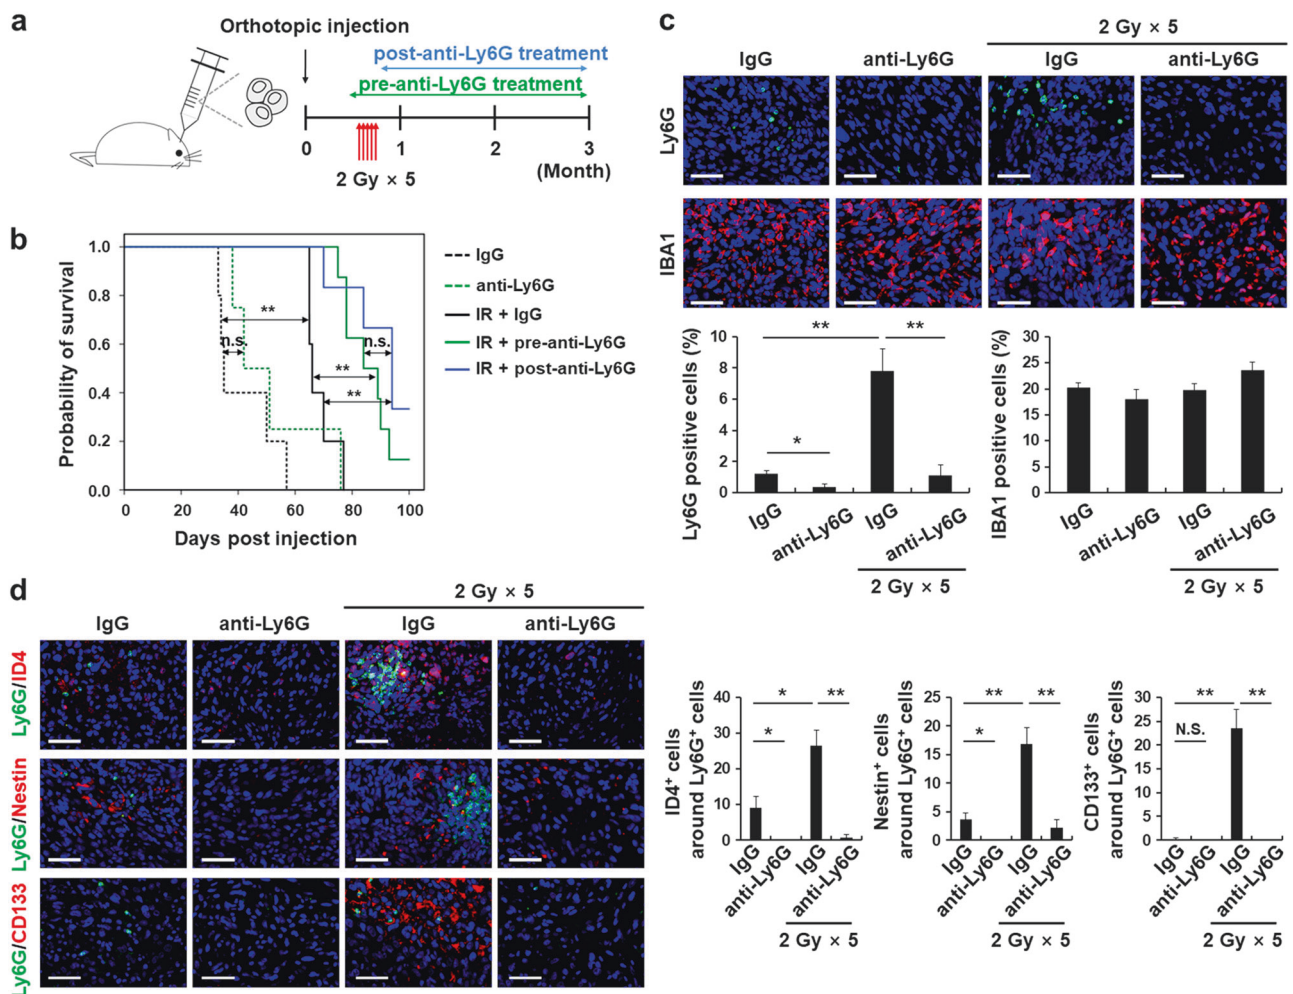 a
Orthotopic injection
post-anti-Ly6G treatment
pre-anti-Ly6G treatment
0 1 2 3
2 Gy × 5
(Month)
b
Probability of survival
1.0
0.8
0.6
0.4
0.2
0.0
**
n.s.
n.s.
**
**
0 20 40 60 80 100
Days post injection
IgG
anti-Ly6G
IR + IgG
IR + pre-anti-Ly6G
IR + post-anti-Ly6G
c
2 Gy × 5
IgG anti-Ly6G IgG anti-Ly6G
Ly6G
IBA1
Ly6G positive cells (%)
10
8
6
4
2
0
** **
*
IgG anti-Ly6G IgG anti-Ly6G
2 Gy × 5
IBA1 positive cells (%)
30
25
20
15
10
5
0
IgG anti-Ly6G IgG anti-Ly6G
2 Gy × 5
d
2 Gy × 5
IgG anti-Ly6G IgG anti-Ly6G
Ly6G/ID4
Ly6G/Nestin
Ly6G/CD133
ID4⁺ cells
around Ly6G⁺ cells
40
30
20
10
0
* **
*
IgG anti-Ly6G IgG anti-Ly6G
2 Gy × 5
Nestin⁺ cells
around Ly6G⁺ cells
25
20
15
10
5
0
** **
*
IgG anti-Ly6G IgG anti-Ly6G
2 Gy × 5
CD133⁺ cells
around Ly6G⁺ cells
30
25
20
15
10
5
0
** **
N.S.
IgG anti-Ly6G IgG anti-Ly6G
2 Gy × 5